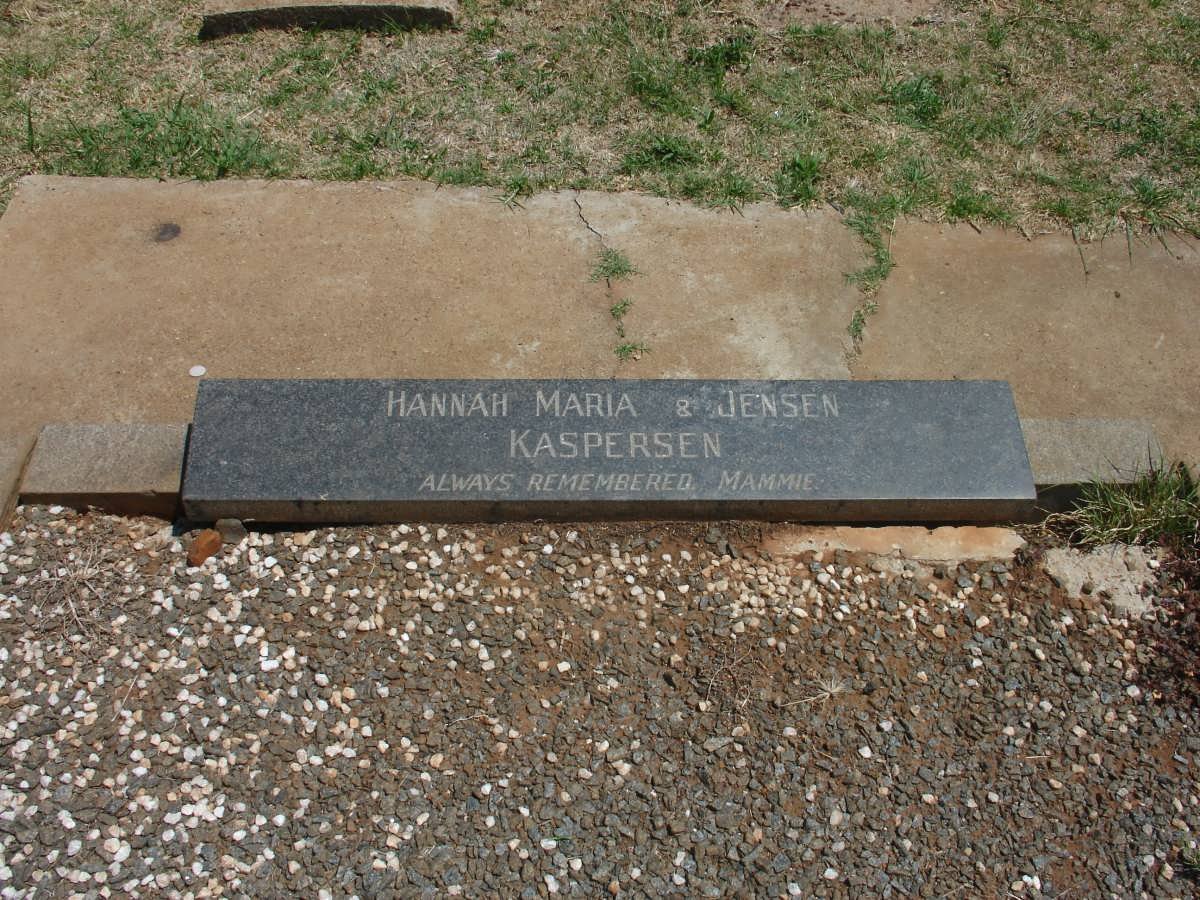 HANNAH MARIA & JENSEN
KASPERSEN
ALWAYS REMEMBERED. MAMMIE.